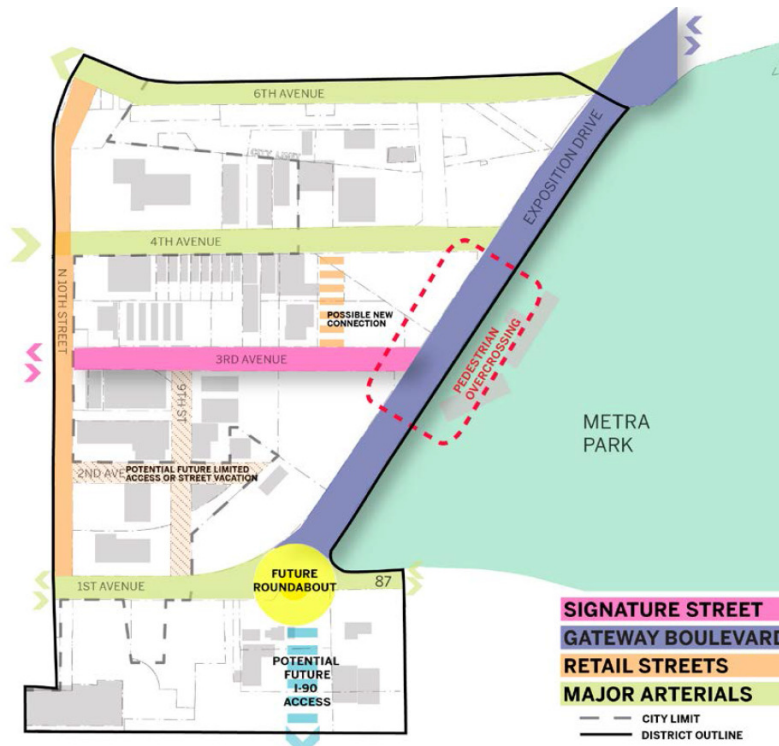 6TH AVENUE
CITY LIMIT
EXPOSITION DRIVE
4TH AVENUE
N 10TH STREET
POSSIBLE NEW
CONNECTION
3RD AVENUE
PEDESTRIAN
OVERCROSSING
9TH ST
METRA
PARK
2ND AVE
POTENTIAL FUTURE LIMITED
ACCESS OR STREET VACATION
1ST AVENUE
FUTURE
ROUNDABOUT
87
POTENTIAL
FUTURE
I-90
ACCESS
SIGNATURE STREET
GATEWAY BOULEVARD
RETAIL STREETS
MAJOR ARTERIALS
CITY LIMIT
DISTRICT OUTLINE